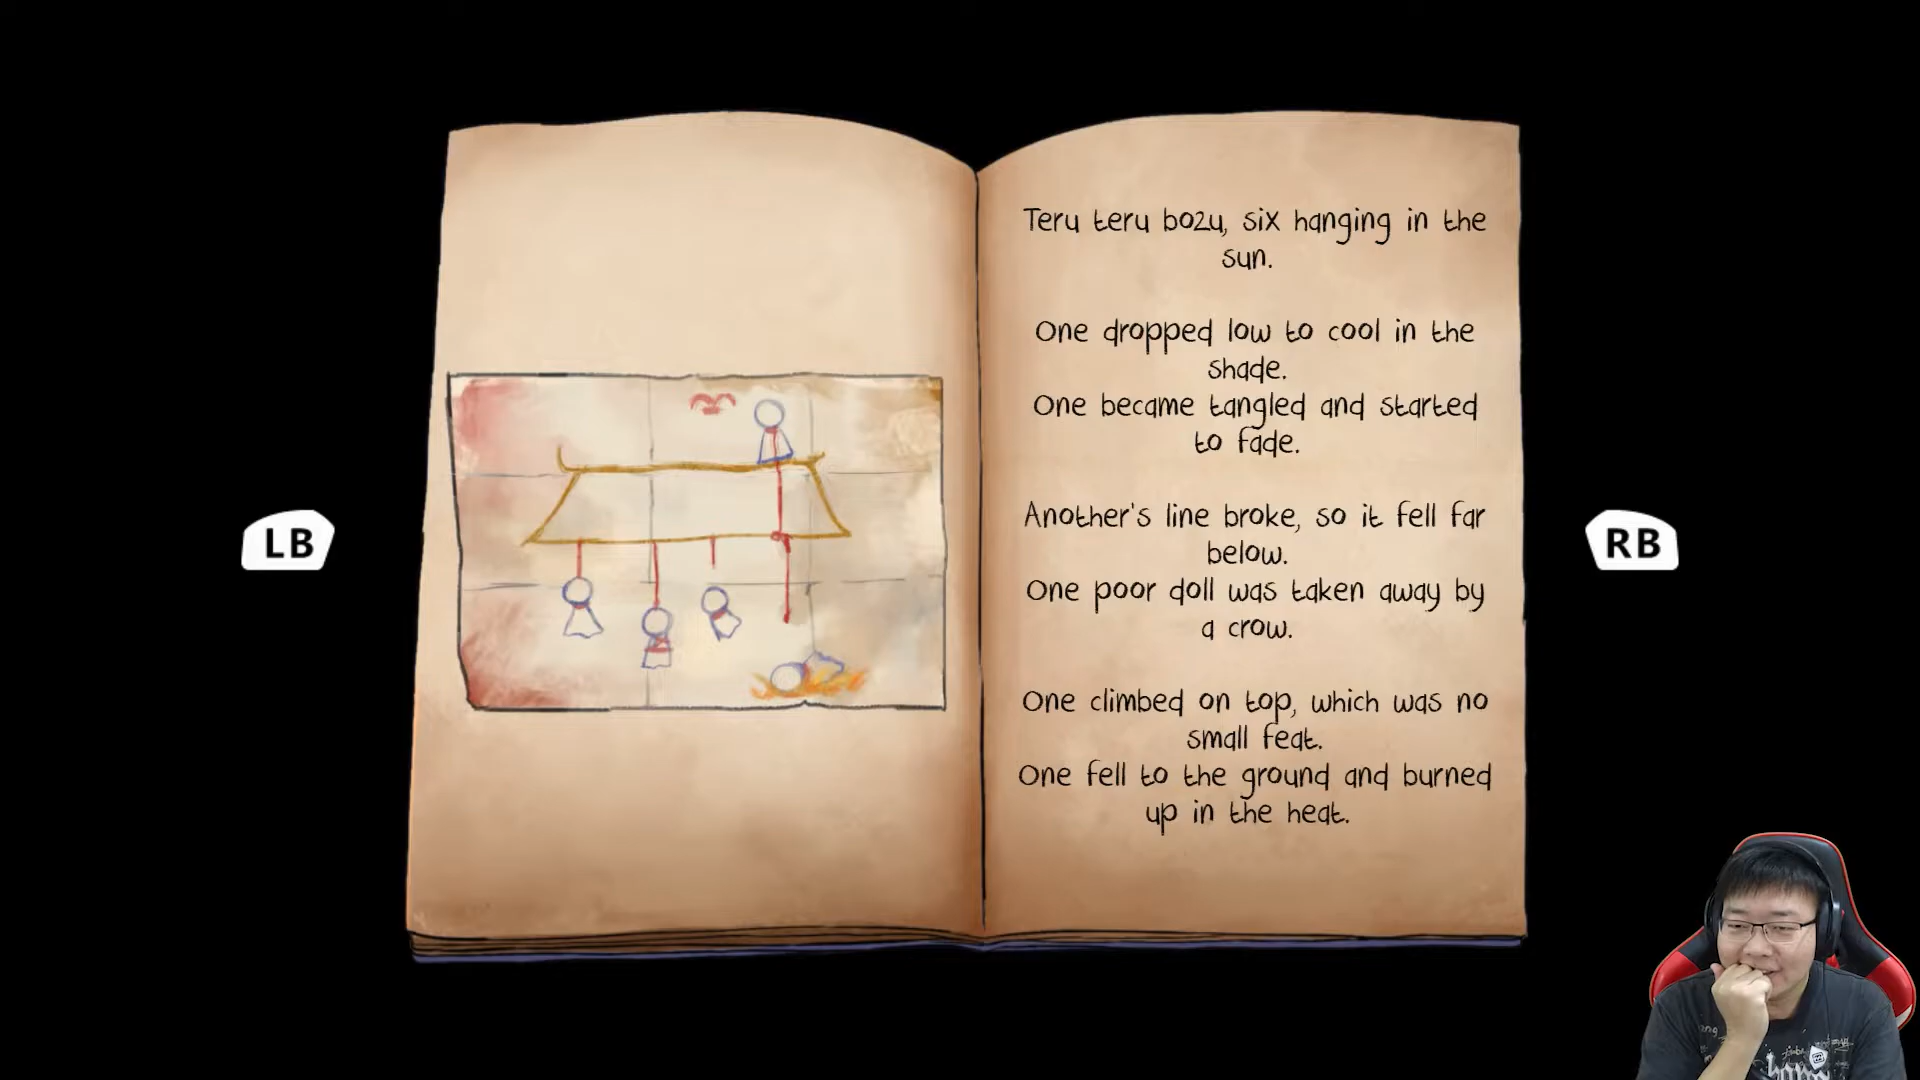 Teru teru bozu, six hanging in the
sun.
One dropped low to cool in the
shade.
One became tangled and started
to fade.
Another's line broke, so it fell far
below.
One poor doll was taken away by
a crow.
One climbed on top, which was no
small feat.
One fell to the ground and burned
up in the heat.
LB
RB